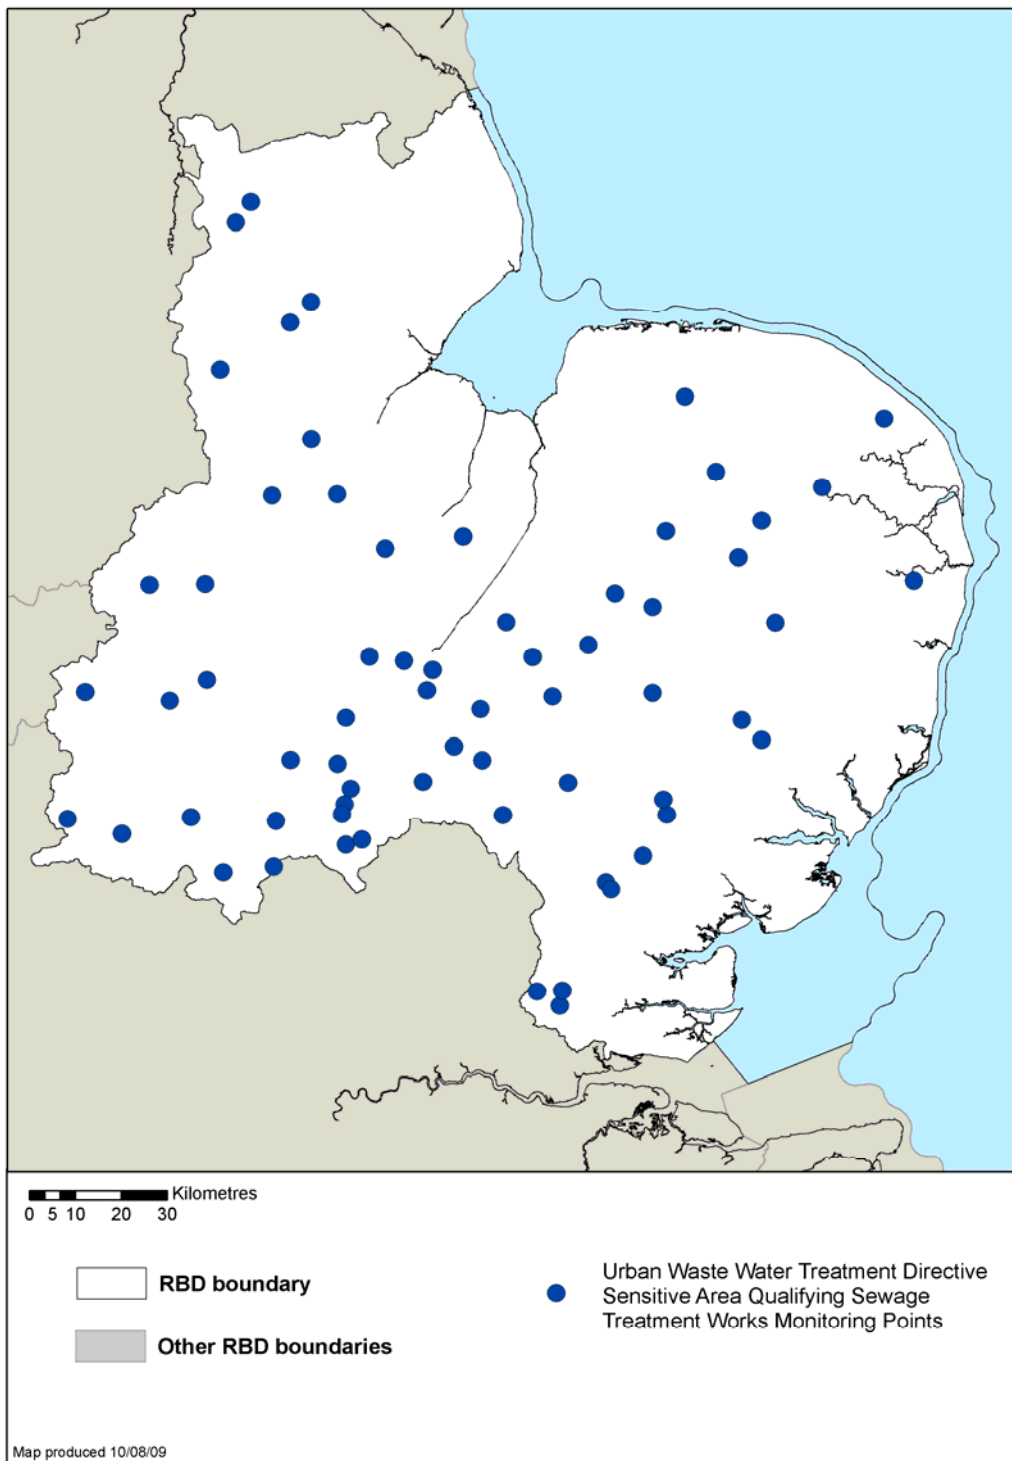 Kilometres
0 5 10 20 30
RBD boundary
Other RBD boundaries
Urban Waste Water Treatment Directive
Sensitive Area Qualifying Sewage
Treatment Works Monitoring Points
Map produced 10/08/09